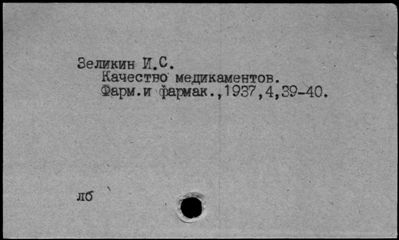 Зеликин И.С.
Качество медикаментов.
Фарм.и фармак.,1937,4,39-40.
лб